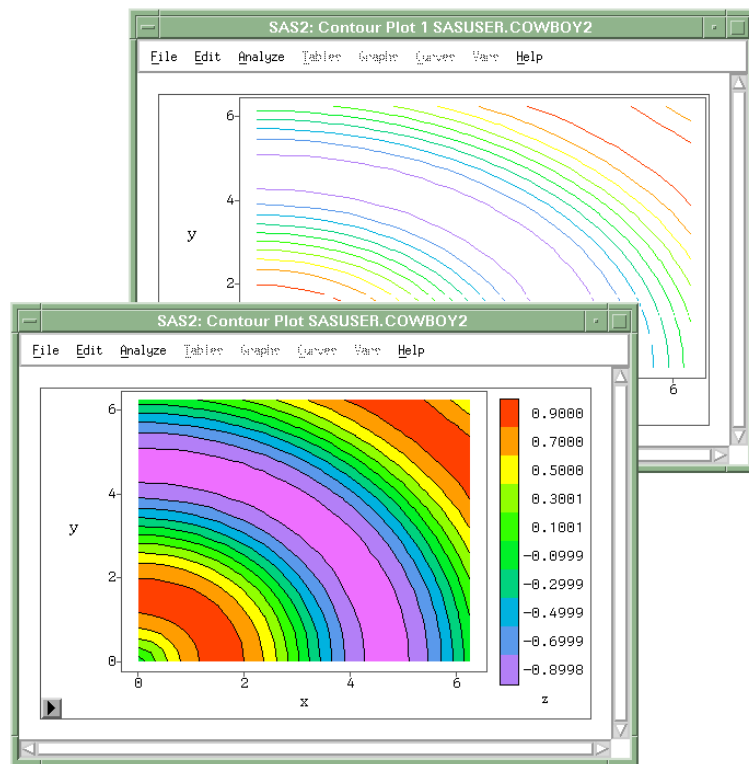 SAS2: Contour Plot 1 SASUSER.COWBOY2
File Edit Analyze Tables Graphs Curves Vars Help
6
4
y
2
6
SAS2: Contour Plot SASUSER.COWBOY2
File Edit Analyze Tables Graphs Curves Vars Help
6
4
y
2
0
0 2 4 6
x
0.9000
0.7000
0.5000
0.3001
0.1001
-0.0999
-0.2999
-0.4999
-0.6999
-0.8998
z